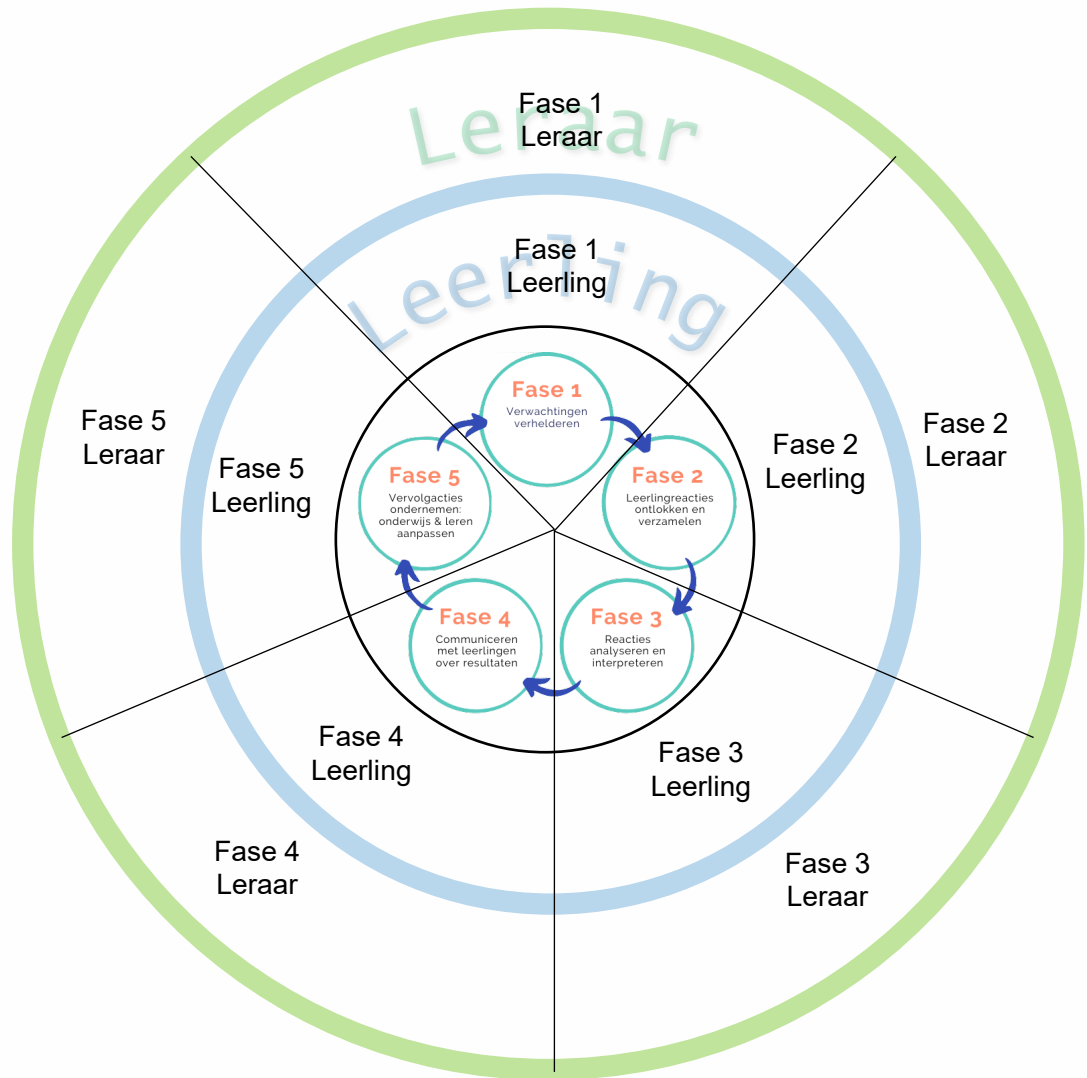 Leraar
Fase 1
Leraar
Leerling
Fase 1
Leerling
Fase 1
Verwachtingen
verhelderen
Fase 2
Leerlingreacties
ontlokken en
verzamelen
Fase 3
Reacties
analyseren en
interpreteren
Fase 4
Communiceren
met leerlingen
over resultaten
Fase 5
Vervolgacties
ondernemen:
onderwijs & leren
aanpassen
Fase 2
Leerling
Fase 2
Leraar
Fase 3
Leerling
Fase 3
Leraar
Fase 4
Leerling
Fase 4
Leraar
Fase 5
Leerling
Fase 5
Leraar